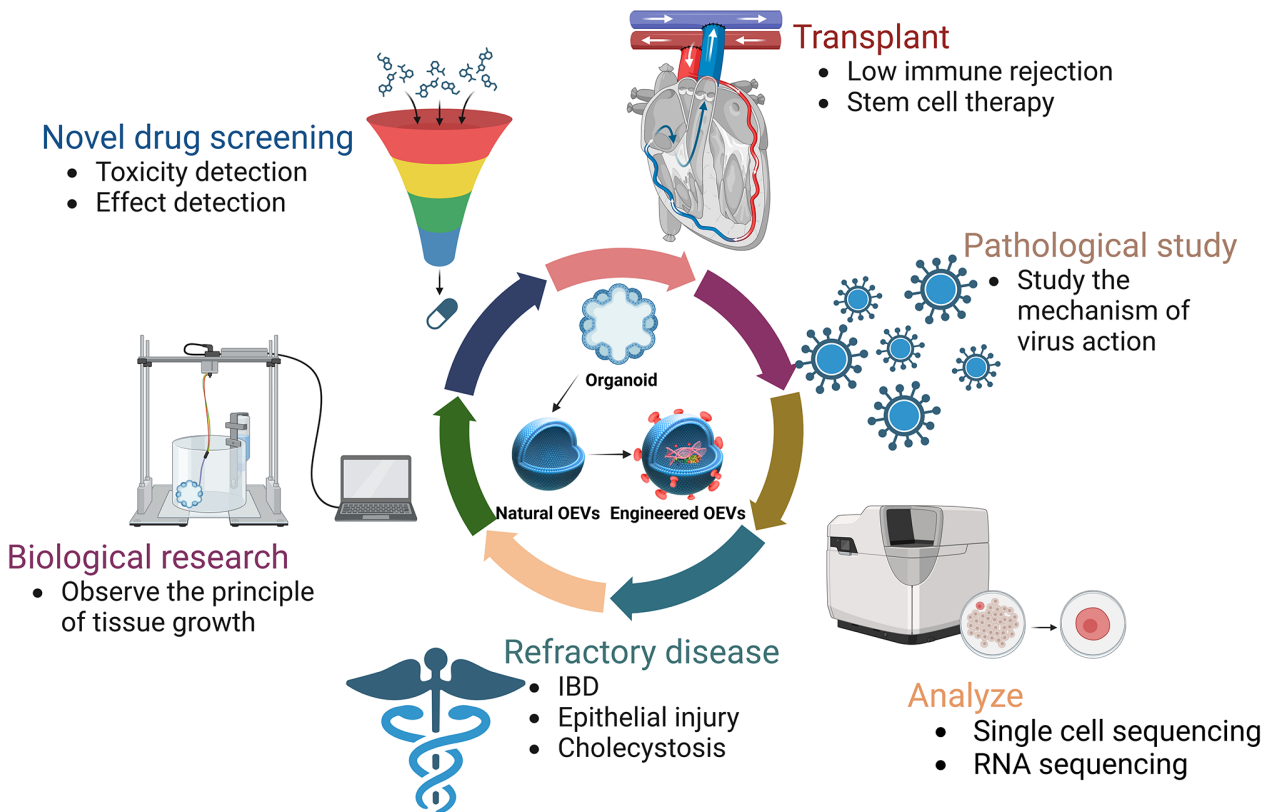 Transplant
• Low immune rejection
• Stem cell therapy
Novel drug screening
• Toxicity detection
• Effect detection
Pathological study
• Study the
mechanism of
virus action
Organoid
Natural OEVs
Engineered OEVs
Biological research
• Observe the principle
of tissue growth
Refractory disease
• IBD
• Epithelial injury
• Cholecystosis
Analyze
• Single cell sequencing
• RNA sequencing